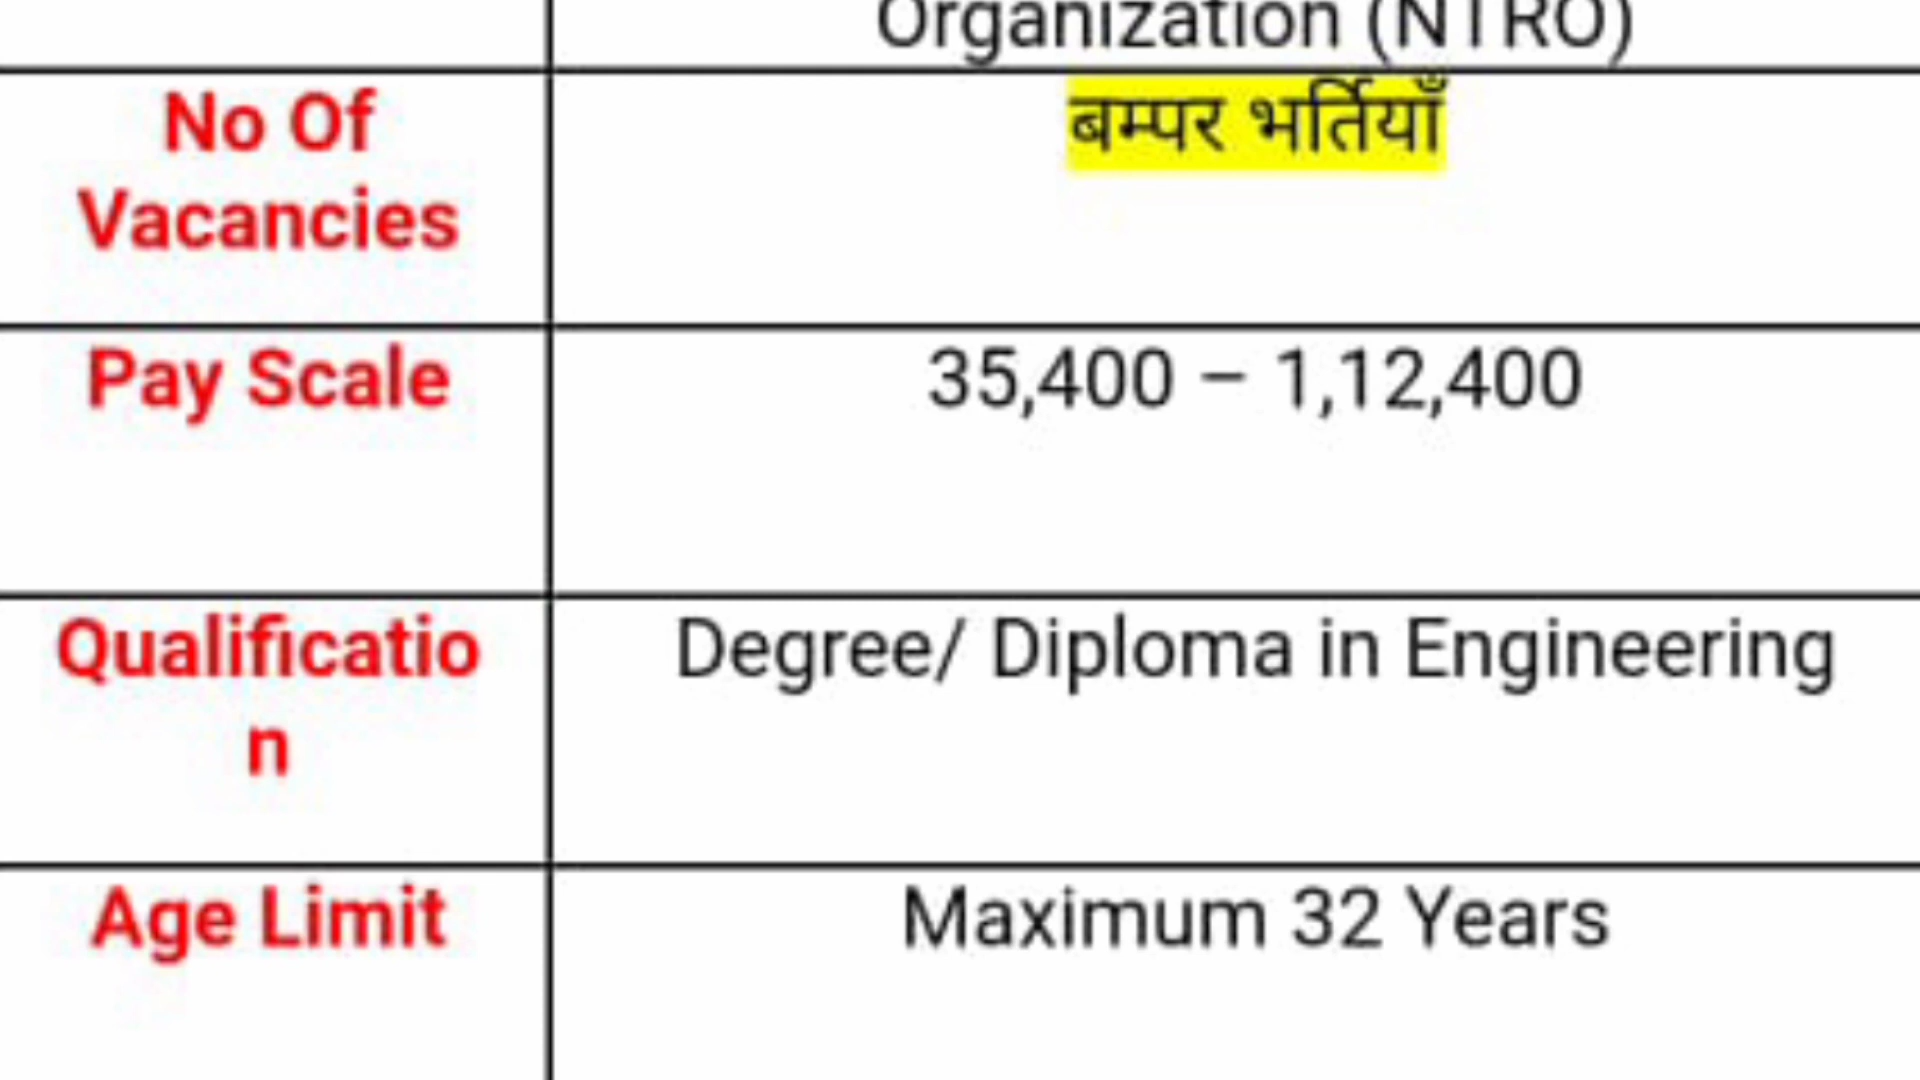 Organization (NTRO)
No Of
Vacancies
बम्पर भर्तियाँ
Pay Scale
35,400 – 1,12,400
Qualificatio
n
Degree/ Diploma in Engineering
Age Limit
Maximum 32 Years